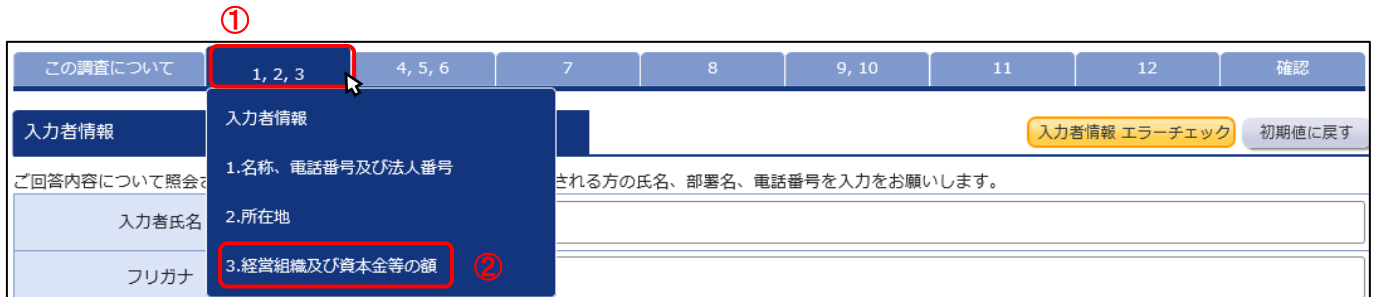 ①
この調査について 1, 2, 3 4, 5, 6 7 8 9, 10 11 12 確認
入力者情報
入力者情報 エラーチェック 初期値に戻す
入力者情報
1.名称、電話番号及び法人番号
2.所在地
3.経営組織及び資本金等の額 ②
ご回答内容について照会さ
される方の氏名、部署名、電話番号を入力をお願いします。
入力者氏名
フリガナ